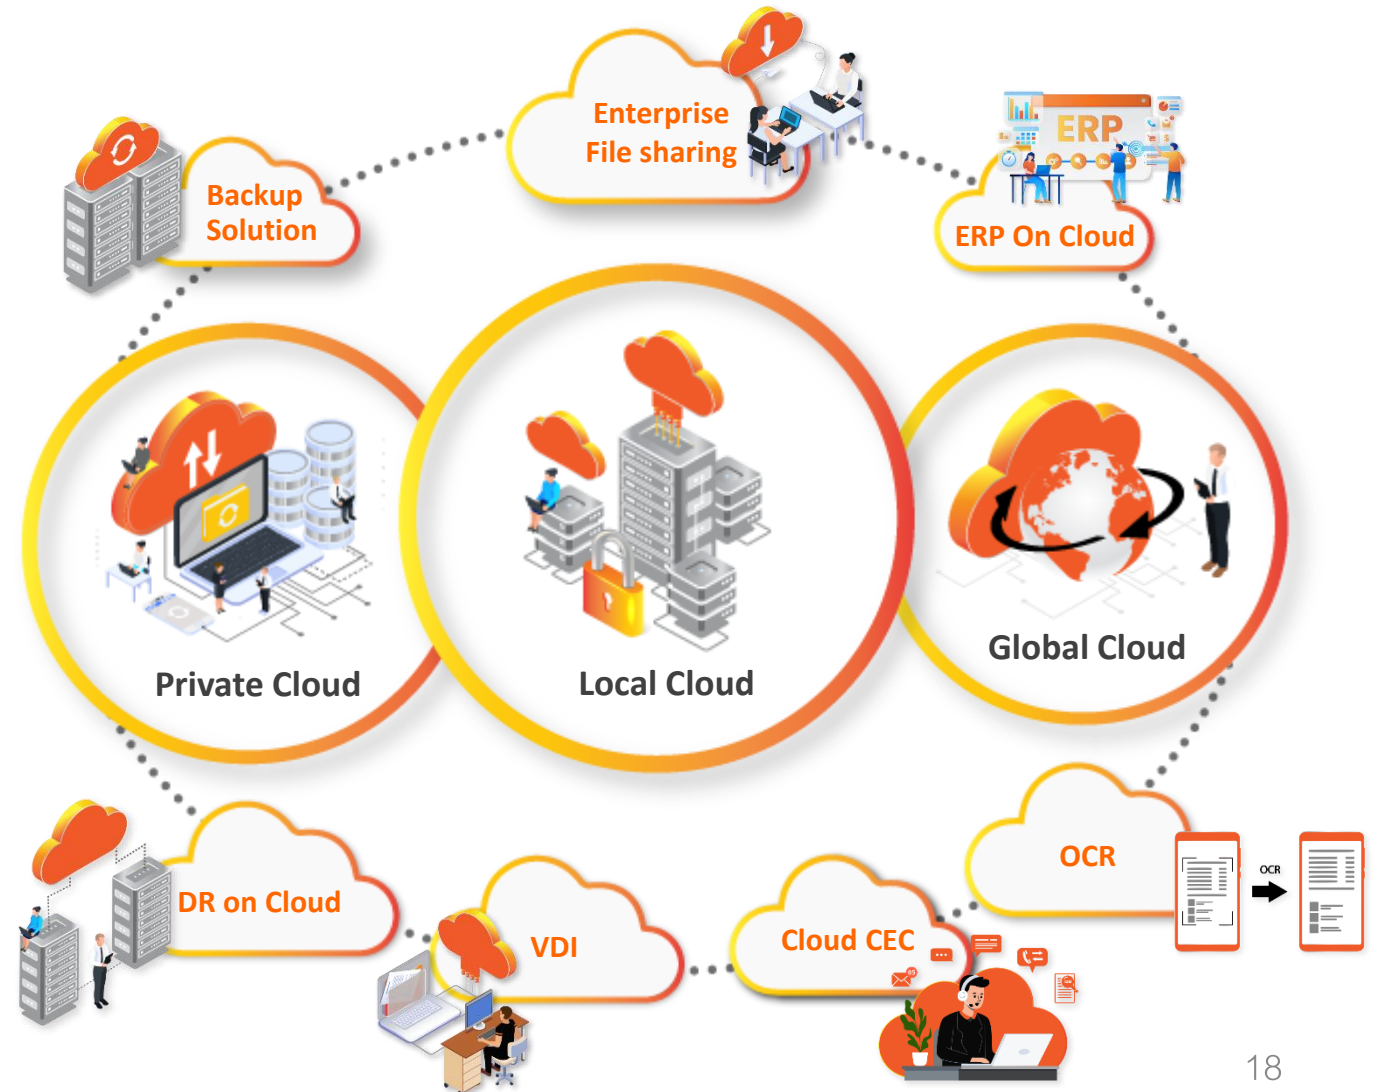 Enterprise
File sharing
ERP
Backup
Solution
ERP On Cloud
Private Cloud
Local Cloud
Global Cloud
OCR
OCR
DR on Cloud
VDI
Cloud CEC
18